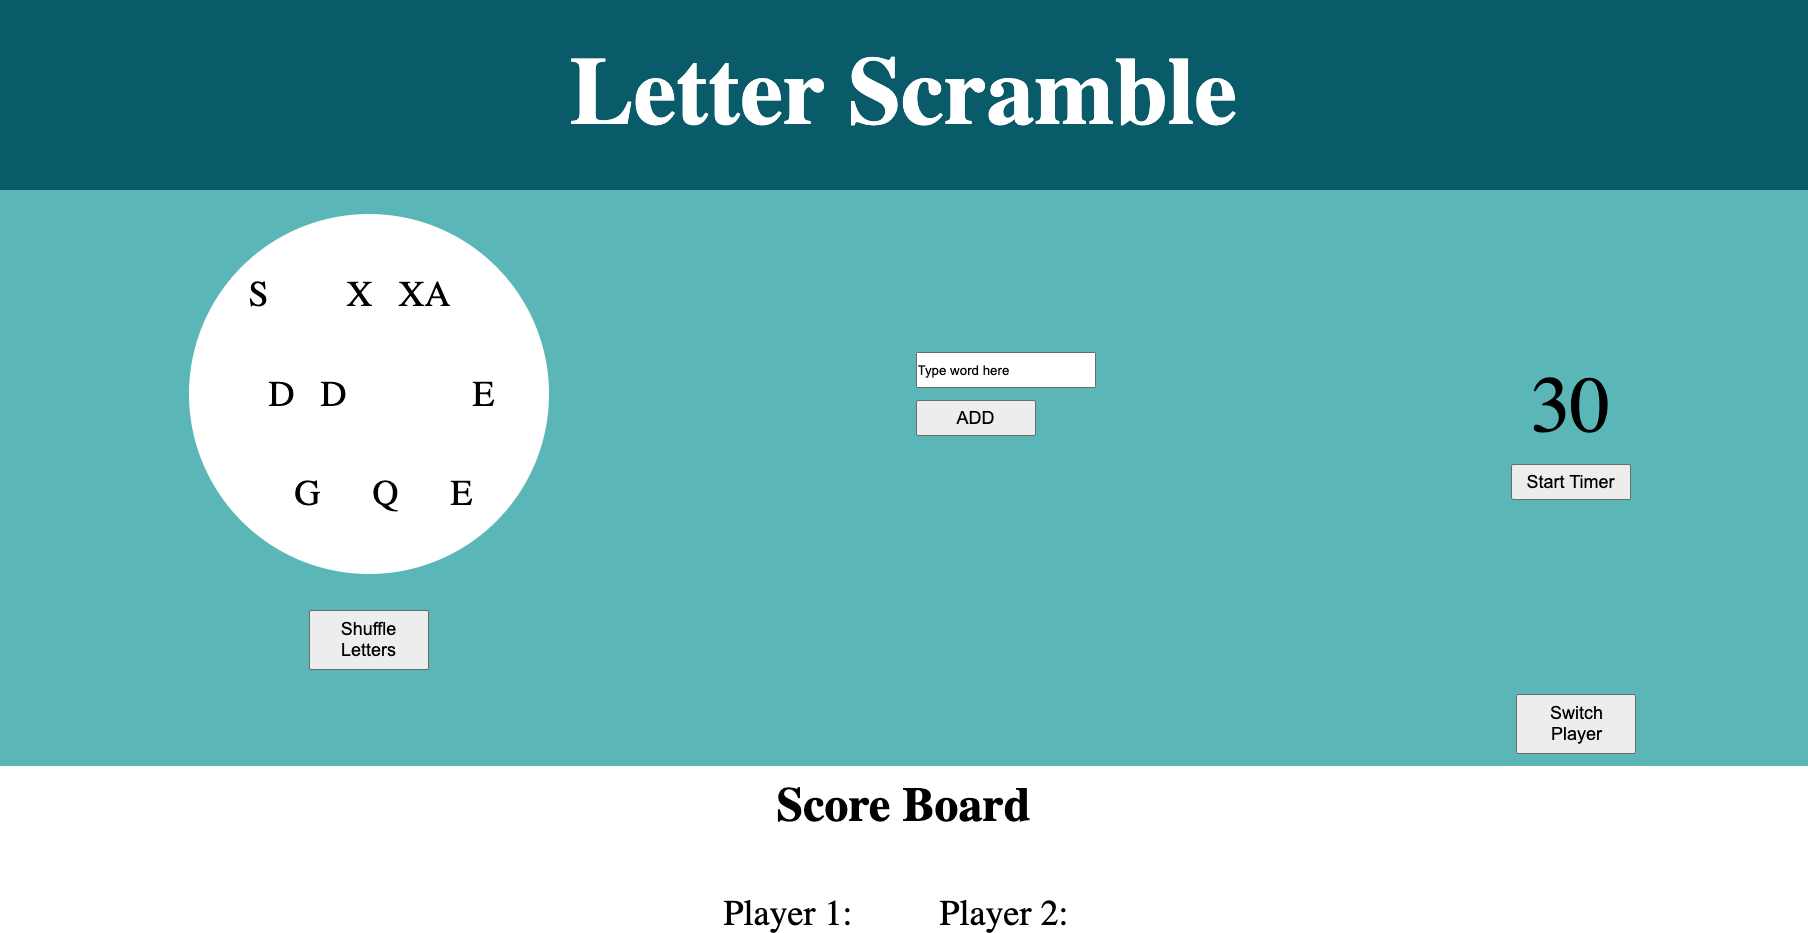 Letter Scramble
S X XA
D D E
G Q E
Shuffle
Letters
Type word here
ADD
30
Start Timer
Switch
Player
Score Board
Player 1: Player 2: